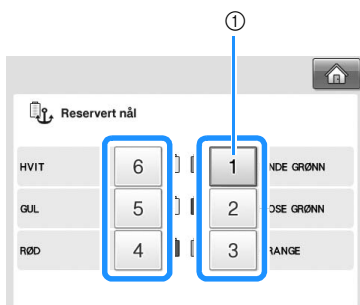 ①
Reservert nål
HVIT 6 1 NDE GRØNN
GUL 5 2 OSE GRØNN
RØD 4 3 RANGE